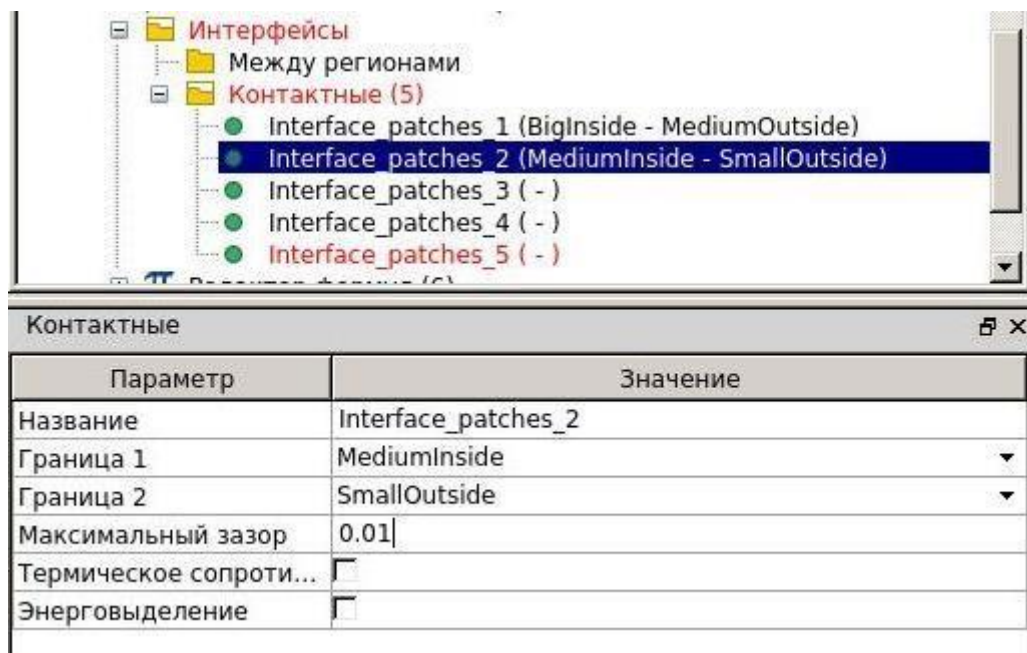 Интерфейсы
Между регионами
Контактные (5)
Interface_patches_1 (BigInside - MediumOutside)
Interface_patches_2 (MediumInside - SmallOutside)
Interface_patches_3 ( - )
Interface_patches_4 ( - )
Interface_patches_5 ( - )
Контактные
Параметр Значение
Название Interface_patches_2
Граница 1 MediumInside
Граница 2 SmallOutside
Максимальный зазор 0.01
Термическое сопроти...
Энерговыделение